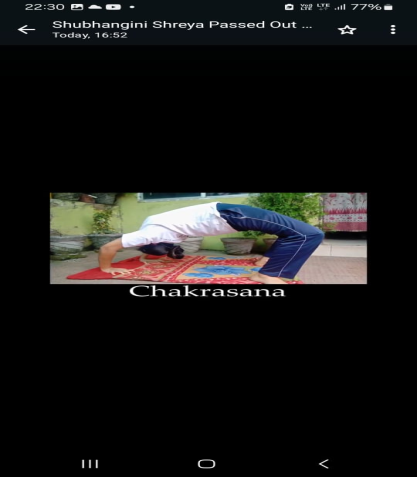 22:30
77%
Shubhangini Shreya Passed Out ...
Today, 16:52
Chakrasana